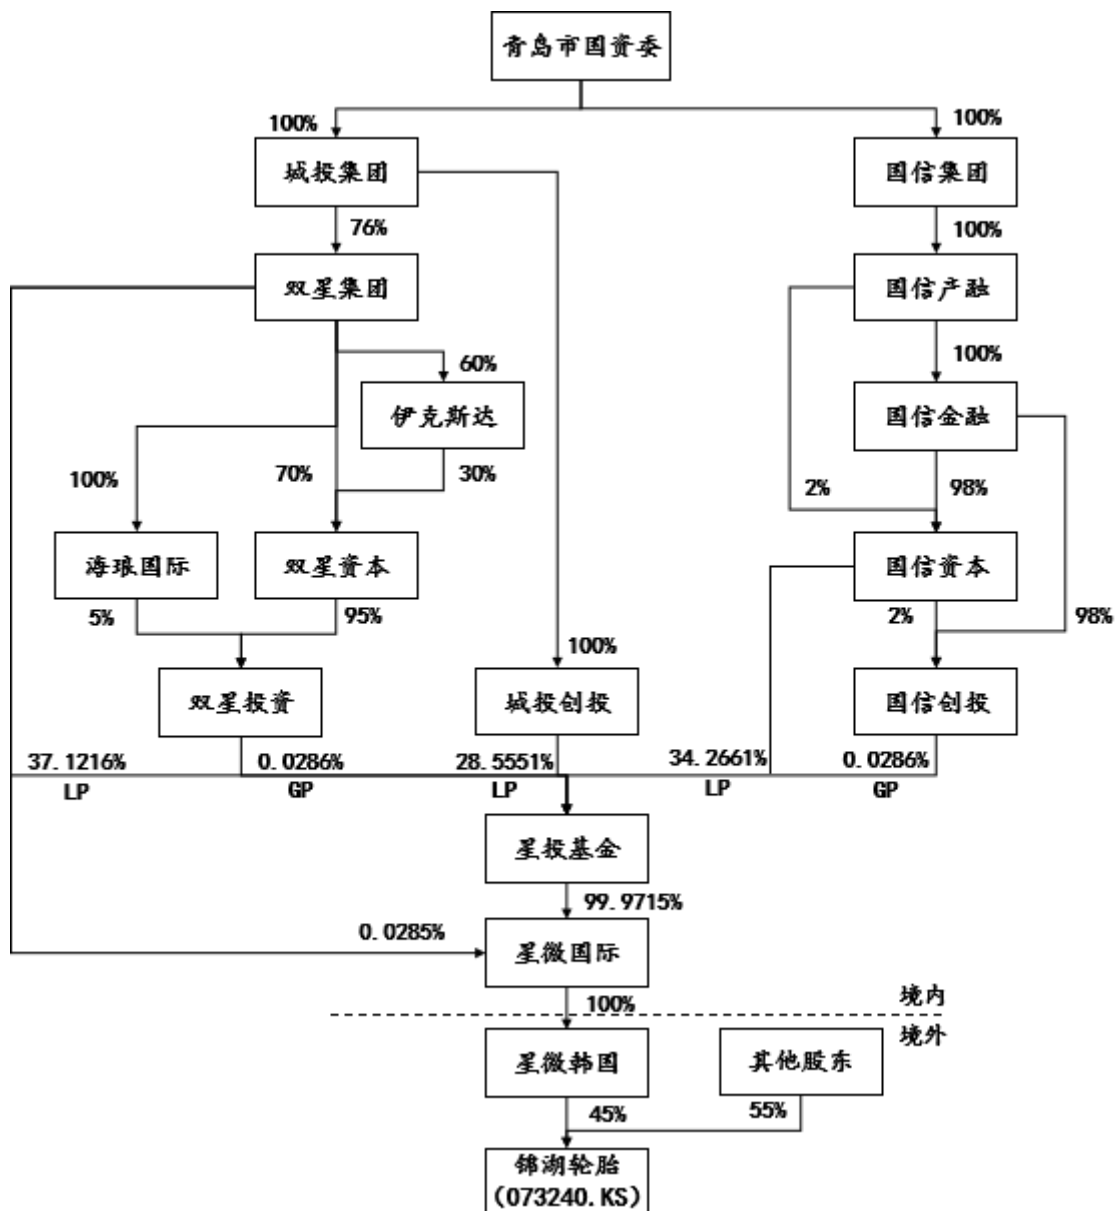 青岛市国资委
100%
100%
城投集团
国信集团
76%
100%
双星集团
国信产融
60%
100%
伊克斯达
国信金融
100%
70%
30%
2%
98%
海琅国际
双星资本
国信资本
5%
95%
2%
98%
100%
双星投资
城投创投
国信创投
37.1216%
0.0286%
28.5551%
34.2661%
0.0286%
LP
GP
LP
LP
GP
星投基金
99.9715%
0.0285%
星微国际
100%
境内
境外
星微韩国
其他股东
45%
55%
锦湖轮胎
(073240.KS)